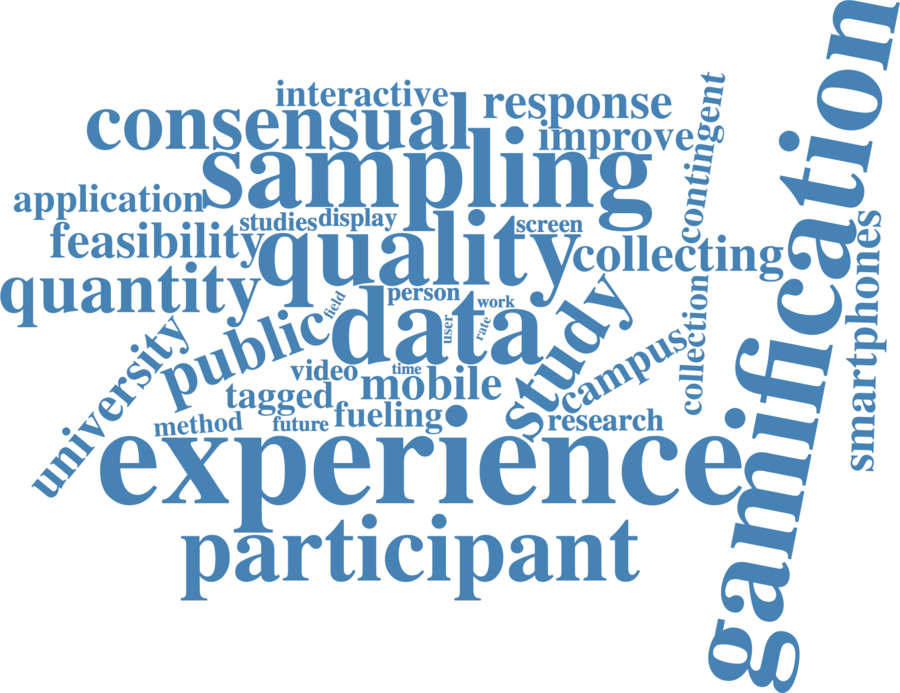 interactive
response
consensual
improve
contingent
gamification
sampling
application
studies
display
screen
feasibility
quality
collecting
smartphones
quantity
person
field
work
data
user
rate
study
collection
public
university
video
time
mobile
campus
tagged
fueling
method
future
research
experience
participant